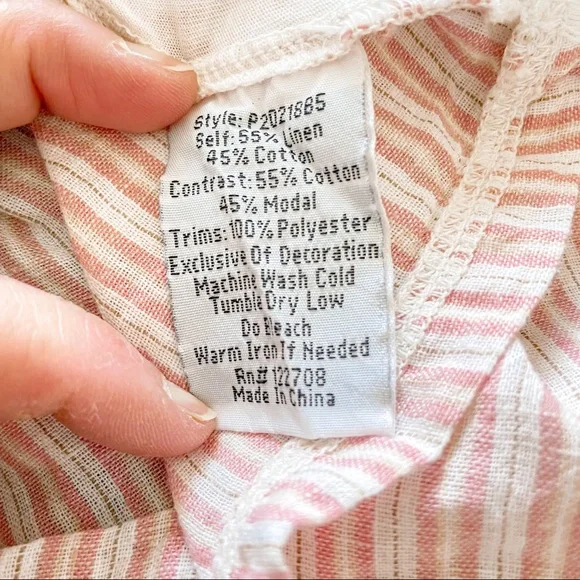 Style: P2021885
Self: 55% Linen
45% Cotton
Contrast: 55% Cotton
45% Modal
Trims: 100% Polyester
Exclusive Of Decoration
Machine Wash Cold
Tumble Dry Low
Do Bleach
Warm Iron If Needed
Rn# 122708
Made In China